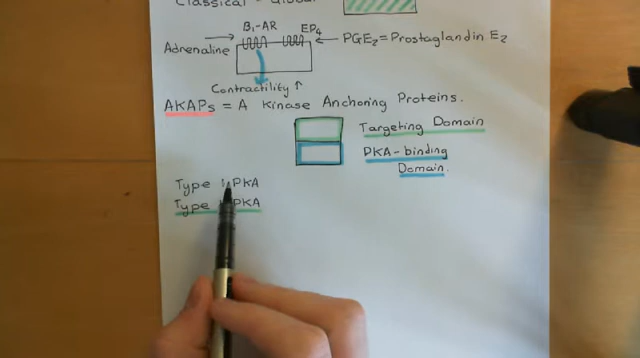 Classical - Global
B₁-AR
EP₄
Adrenaline
PGE₂ = Prostaglandin E₂
Contractility ↑
AKAPs = A Kinase Anchoring Proteins.
Targeting Domain
PKA-binding
Domain.
Type PKA
Type PKA